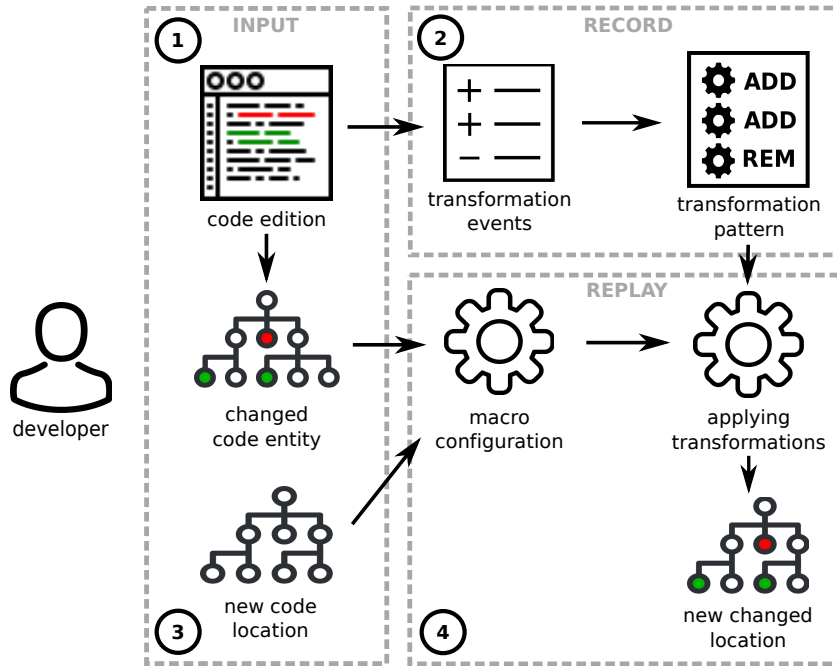 1
INPUT
2
RECORD
ADD
ADD
REM
code edition
transformation
events
transformation
pattern
REPLAY
developer
changed
code entity
macro
configuration
applying
transformations
new code
location
new changed
location
3
4